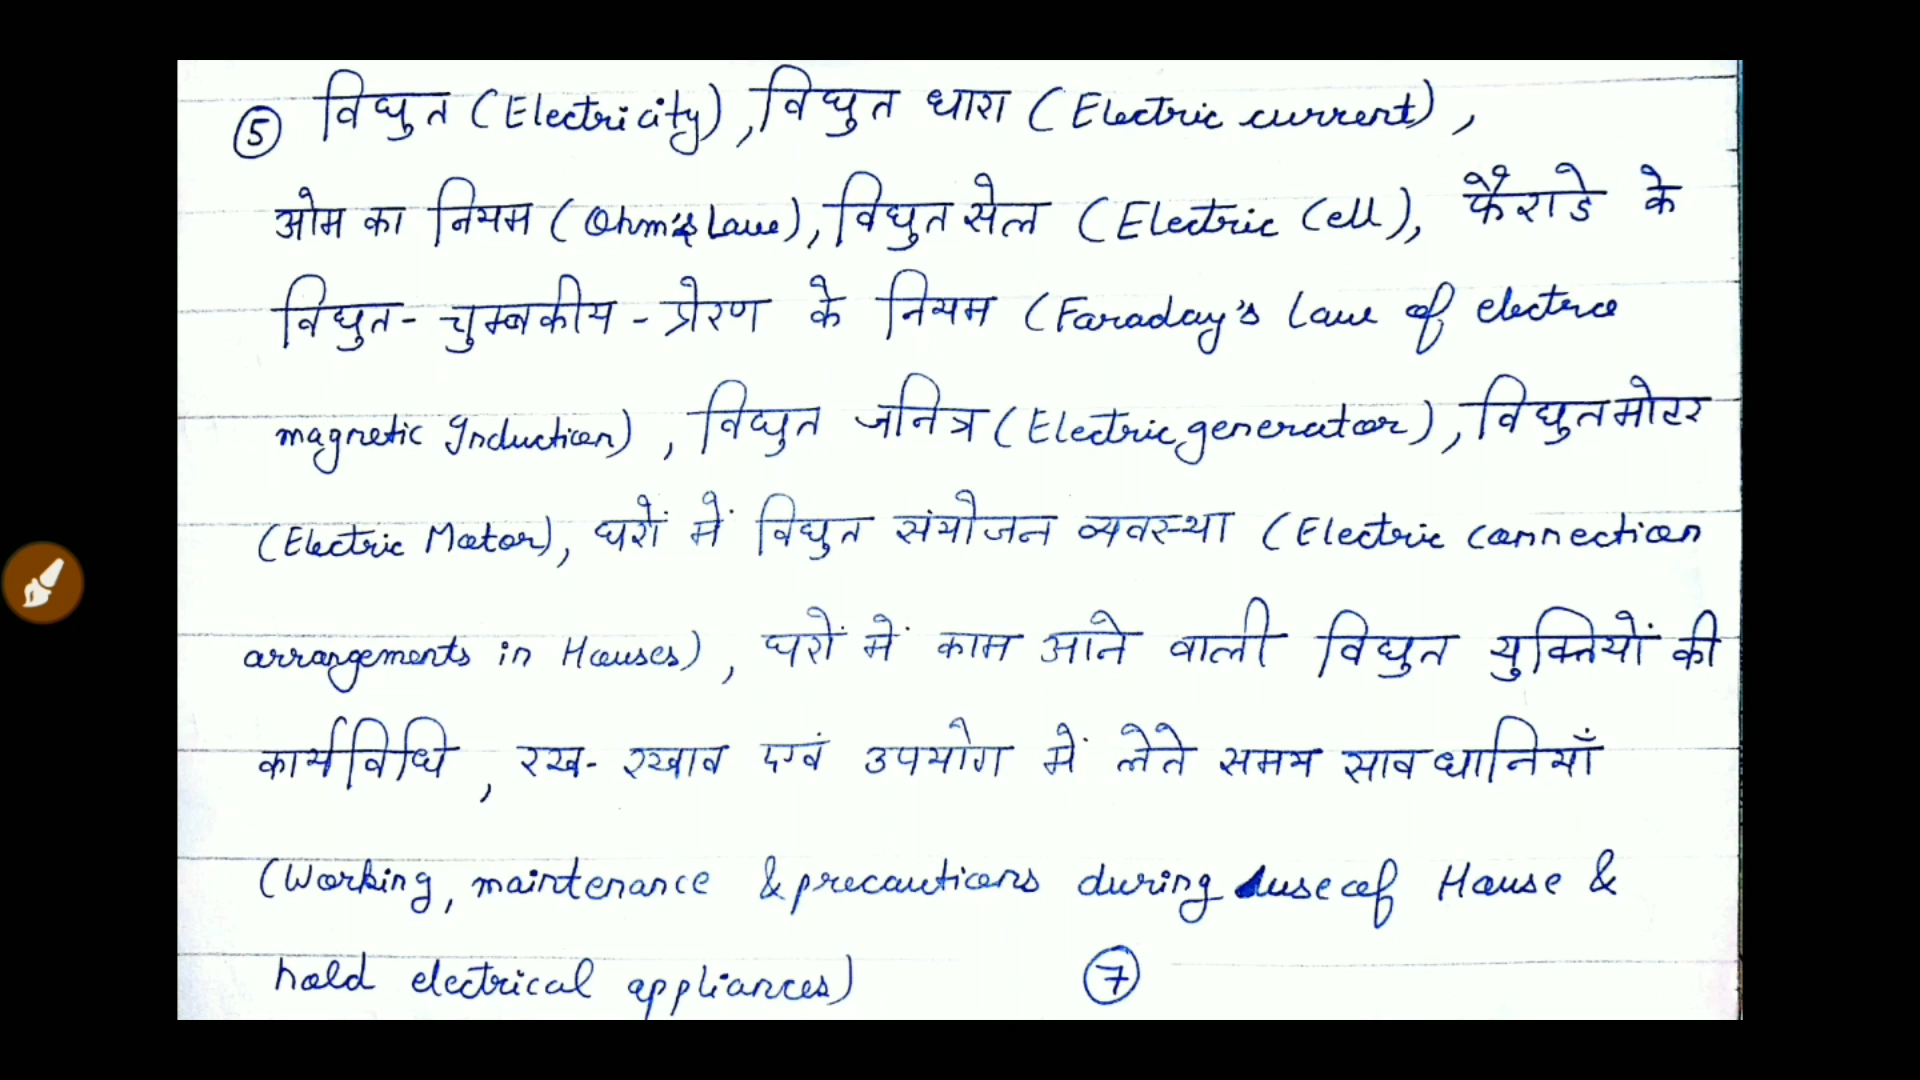 ⑤ विधुत (Electricity), विधुत धारा (Electric current),
ओम का नियम (Ohm's Law), विधुत सेल (Electric Cell), फैराडे के
विधुत-चुम्बकीय-प्रेरण के नियम (Faraday's Law of electro
magnetic Induction), विधुत जनित्र (Electric generator), विधुत मोटर
(Electric Motor), घरों में विधुत संयोजन व्यवस्था (Electric connection
arrangements in Houses), घरों में काम आने वाली विधुत युक्तियों की
कार्यविधि, रख-रखाव एवं उपयोग में लेते समय सावधानियाँ
(Working, maintenance & precautions during use of House &
hold electrical appliances) ⑦